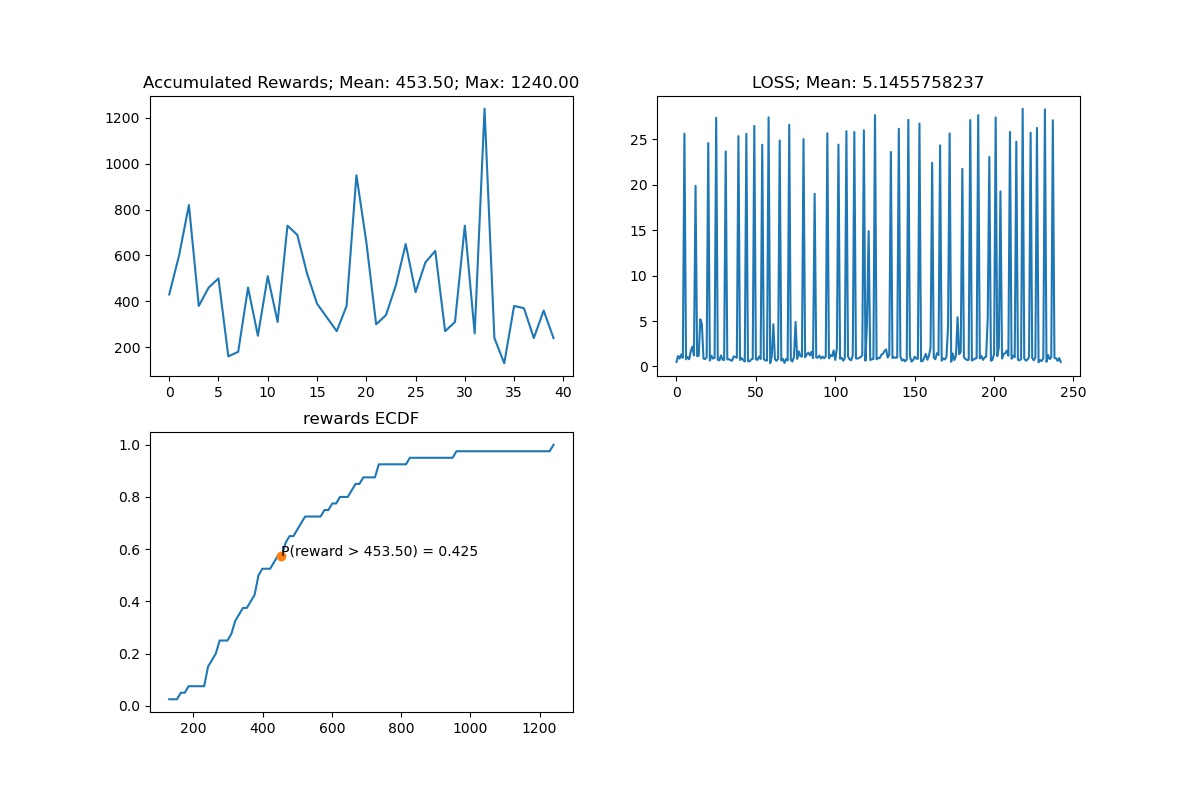 Accumulated Rewards; Mean: 453.50; Max: 1240.00
1200
1000
800
600
400
200
0 5 10 15 20 25 30 35 40
LOSS; Mean: 5.1455758237
25
20
15
10
5
0
0 50 100 150 200 250
rewards ECDF
1.0
0.8
0.6
0.4
0.2
0.0
P(reward > 453.50) = 0.425
200 400 600 800 1000 1200